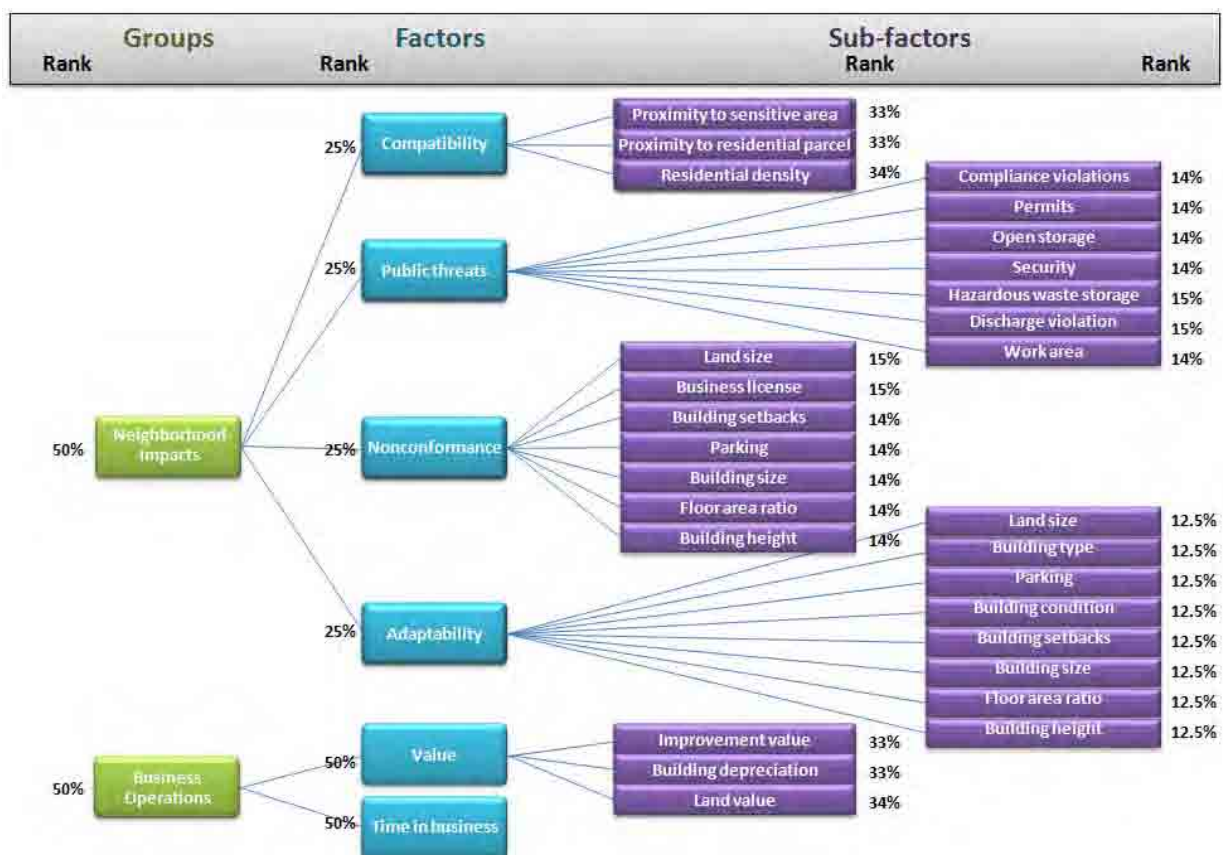 Groups
Factors
Sub-factors
Rank
Rank
Rank
Rank
50%
Neighborhood
Impacts
25%
Compatibility
Proximity to sensitive area
33%
Proximity to residential parcel
33%
Residential density
34%
25%
Public threats
Compliance violations
14%
Permits
14%
Open storage
14%
Security
14%
Hazardous waste storage
15%
Discharge violation
15%
Work area
14%
25%
Nonconformance
Land size
15%
Business license
15%
Building setbacks
14%
Parking
14%
Building size
14%
Floor area ratio
14%
Building height
14%
25%
Adaptability
Land size
12.5%
Building type
12.5%
Parking
12.5%
Building condition
12.5%
Building setbacks
12.5%
Building size
12.5%
Floor area ratio
12.5%
Building height
12.5%
50%
Business
Operations
50%
Value
Improvement value
33%
Building depreciation
33%
Land value
34%
50%
Time in business